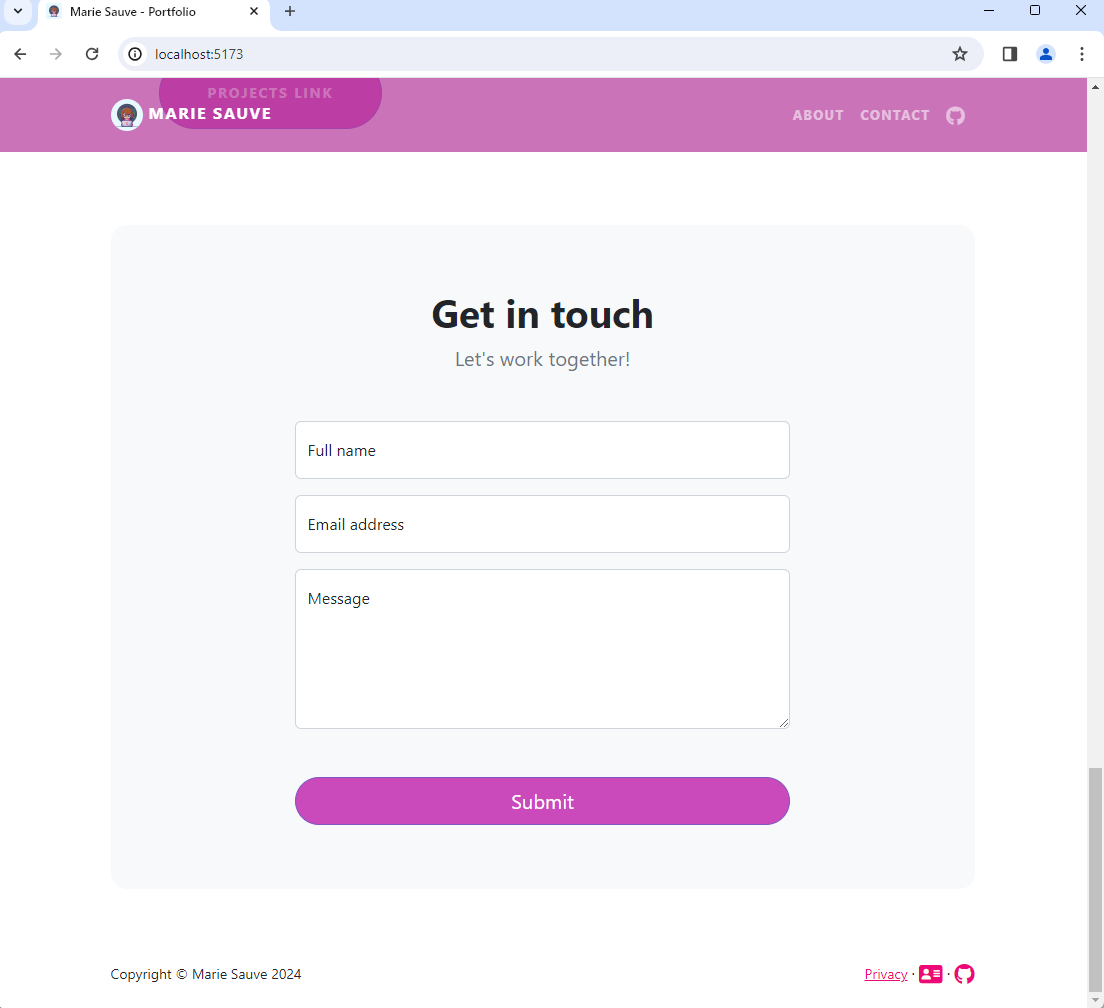 Marie Sauve - Portfolio
localhost:5173
PROJECTS LINK
MARIE SAUVE
ABOUT CONTACT
Get in touch
Let's work together!
Full name
Email address
Message
Submit
Copyright © Marie Sauve 2024
Privacy · ·